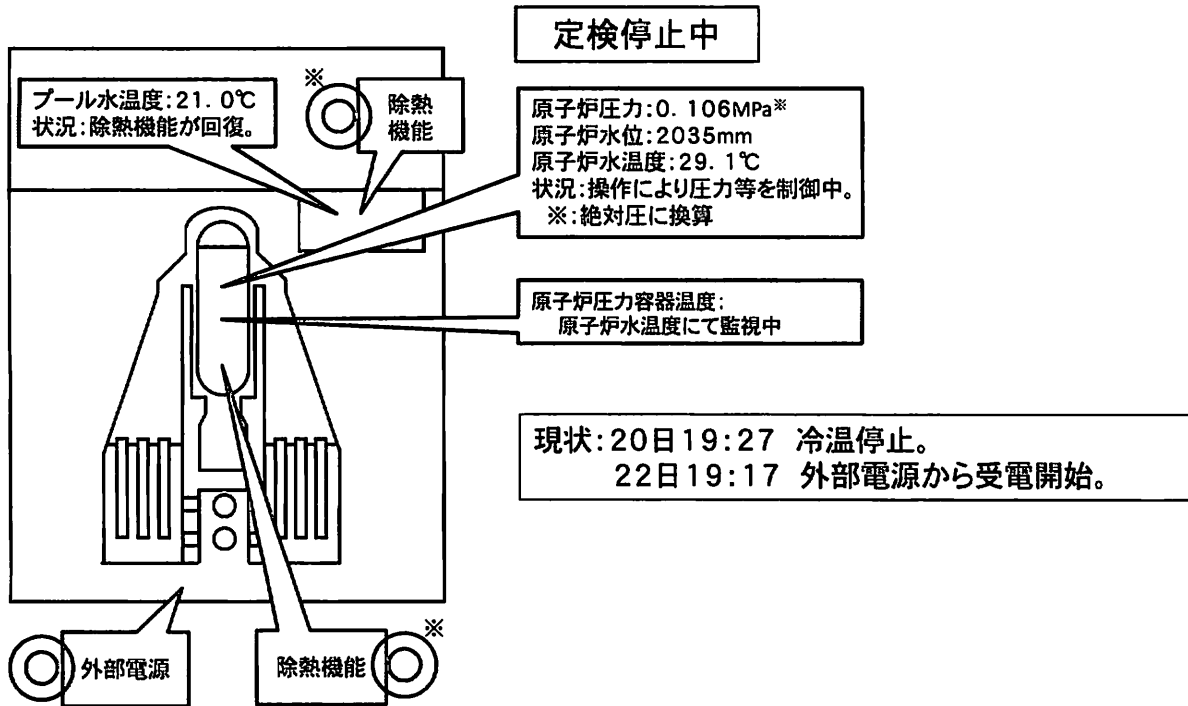 定検停止中
プール水温度:21. 0℃
状況:除熱機能が回復。
※
除熱
機能
原子炉圧力:0. 106MPa※
原子炉水位:2035mm
原子炉水温度:29. 1℃
状況:操作により圧力等を制御中。
※:絶対圧に換算
原子炉圧力容器温度:
原子炉水温度にて監視中
現状:20日19:27 冷温停止。
22日19:17 外部電源から受電開始。
外部電源
除熱機能
※